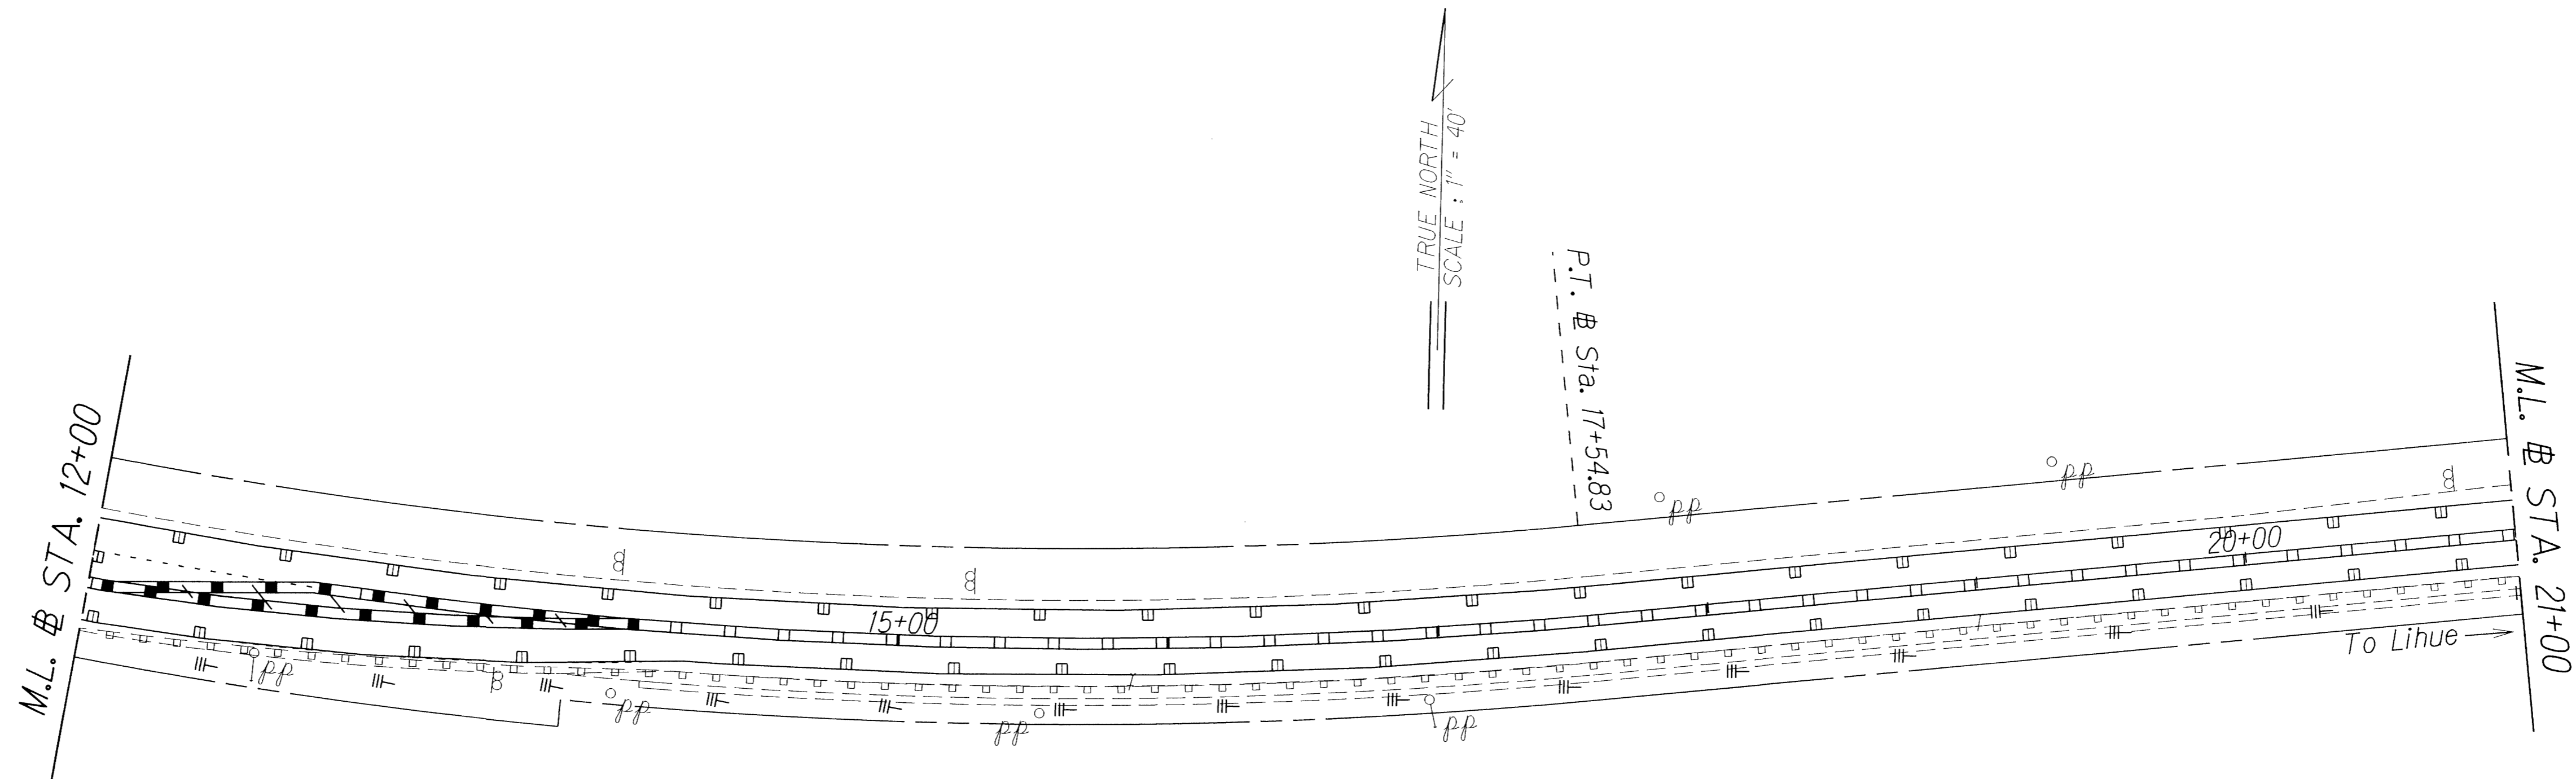 TRUE NORTH
SCALE : 1" = 40'
P.T. ᗸ Sta. 17+54.83
M.L. ᗸ STA. 12+00
M.L. ᗸ STA. 21+00
pp
pp
20+00
15+00
To Lihue
pp
pp
pp
pp